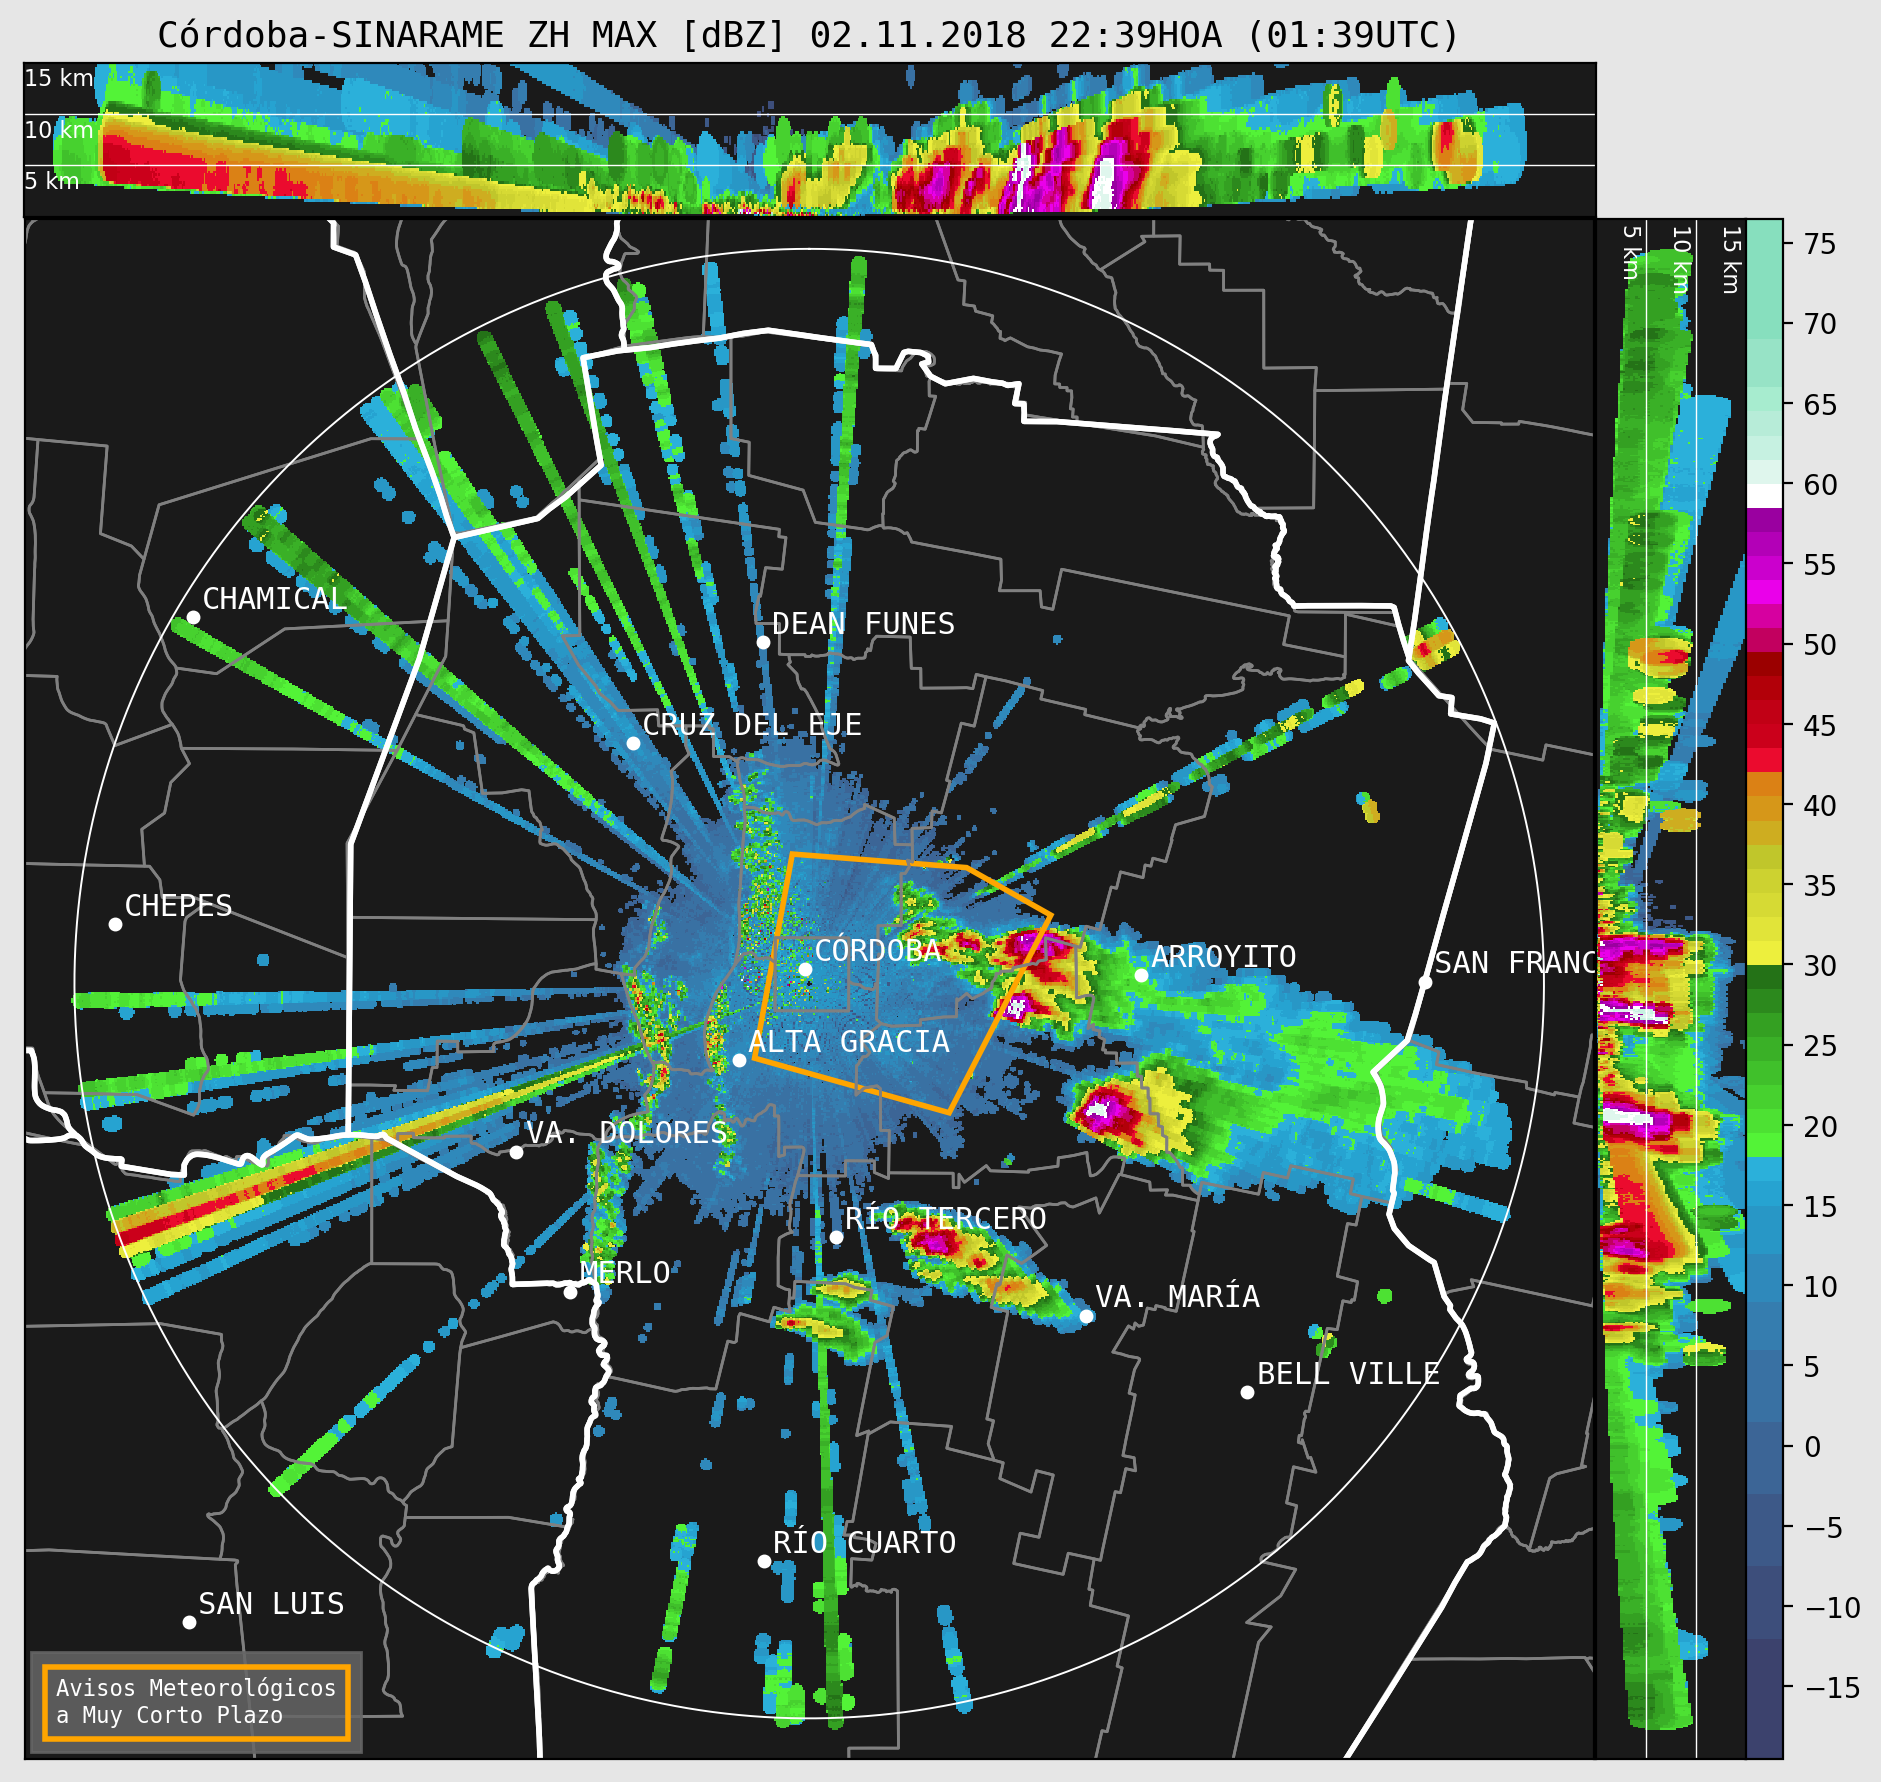 Córdoba-SINARAME ZH MAX [dBZ] 02.11.2018 22:39HOA (01:39UTC)
15 km
10 km
5 km
5 km
10 km
15 km
75
70
65
60
55
50
45
40
35
30
25
20
15
10
5
0
−5
−10
−15
CHAMICAL
DEAN FUNES
CRUZ DEL EJE
CHEPES
CÓRDOBA
ARROYITO
SAN FRANC
ALTA GRACIA
VA. DOLORES
RÍO TERCERO
MERLO
VA. MARÍA
BELL VILLE
RÍO CUARTO
SAN LUIS
Avisos Meteorológicos
a Muy Corto Plazo